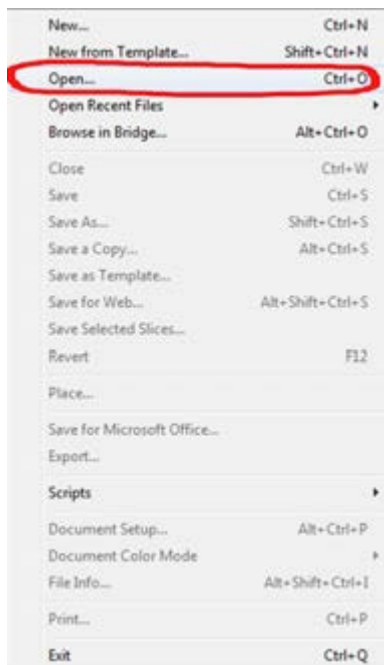 New... Ctrl+N
New from Template... Shift+Ctrl+N
Open... Ctrl+O
Open Recent Files
Browse in Bridge... Alt+Ctrl+O
Close Ctrl+W
Save Ctrl+S
Save As... Shift+Ctrl+S
Save a Copy... Alt+Ctrl+S
Save as Template...
Save for Web... Alt+Shift+Ctrl+S
Save Selected Slices...
Revert F12
Place...
Save for Microsoft Office...
Export...
Scripts
Document Setup... Alt+Ctrl+P
Document Color Mode
File Info... Alt+Shift+Ctrl+I
Print... Ctrl+P
Exit Ctrl+Q